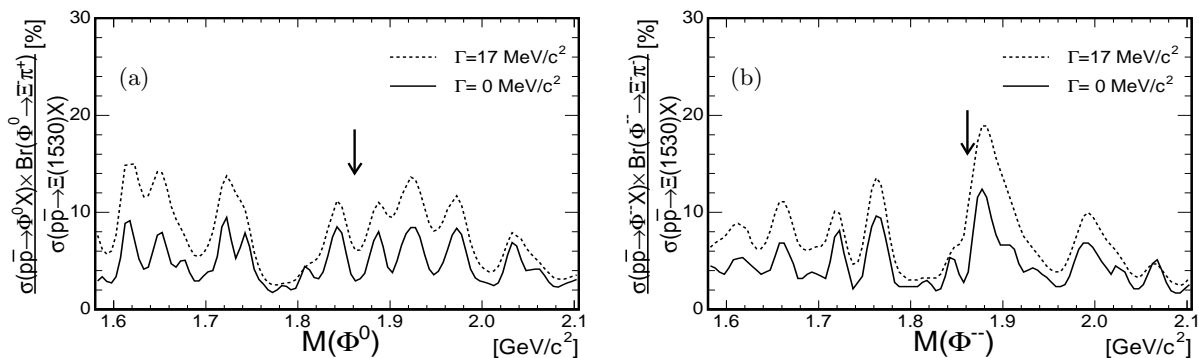 σ(pp̅→Φ⁰X)×Br(Φ⁰→Ξ⁻π⁺) [%]
σ(pp̅→Ξ(1530)X)
40
30
20
10
0
(a)
Γ=17 MeV/c²
Γ= 0 MeV/c²
1.6 1.7 1.8 1.9 2.0 2.1
M(Φ⁰) [GeV/c²]
σ(pp̅→Φ⁻⁻X)×Br(Φ⁻⁻→Ξ⁻π⁻) [%]
σ(pp̅→Ξ(1530)X)
30
20
10
0
(b)
Γ=17 MeV/c²
Γ= 0 MeV/c²
1.6 1.7 1.8 1.9 2.0 2.1
M(Φ⁻⁻) [GeV/c²]